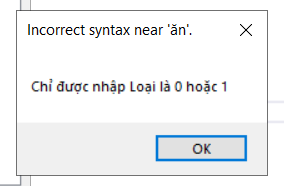 Incorrect syntax near 'ăn'.
Chỉ được nhập Loại là 0 hoặc 1
OK